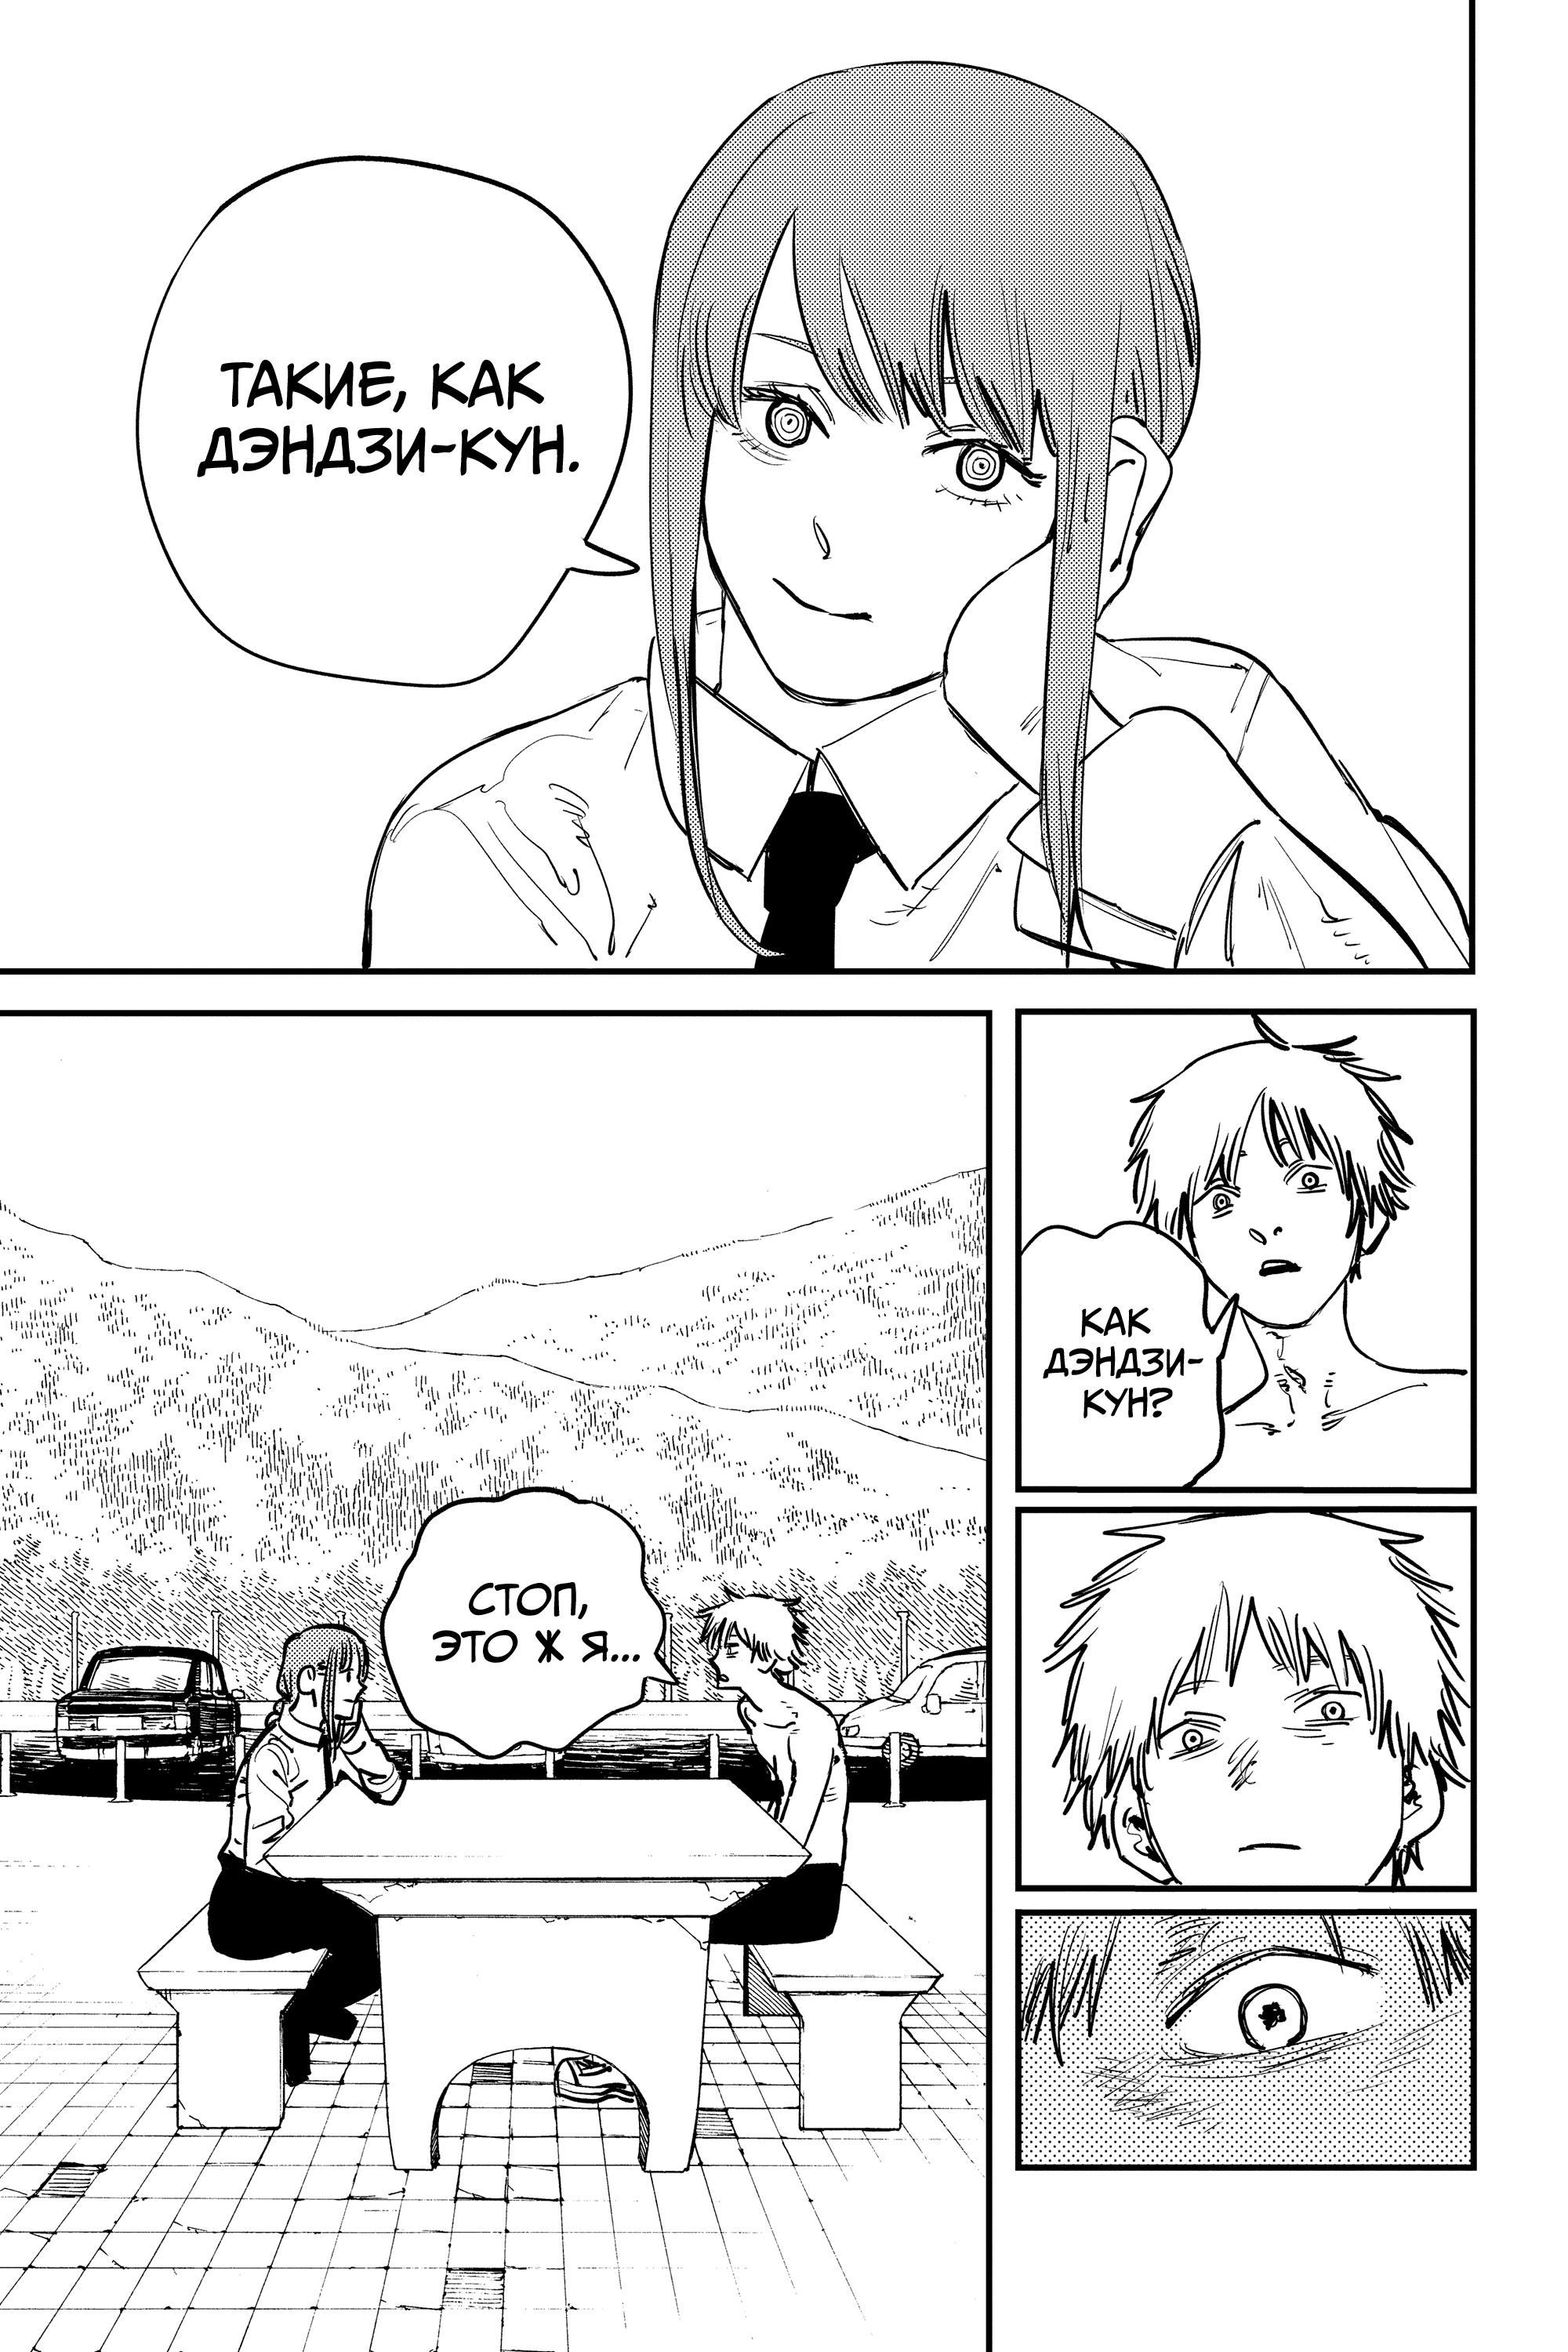 ТАКИЕ, КАК
ДЭНДЗИ-КУН.
КАК
ДЭНДЗИ-
КУН?
СТОП,
ЭТО Ж Я...